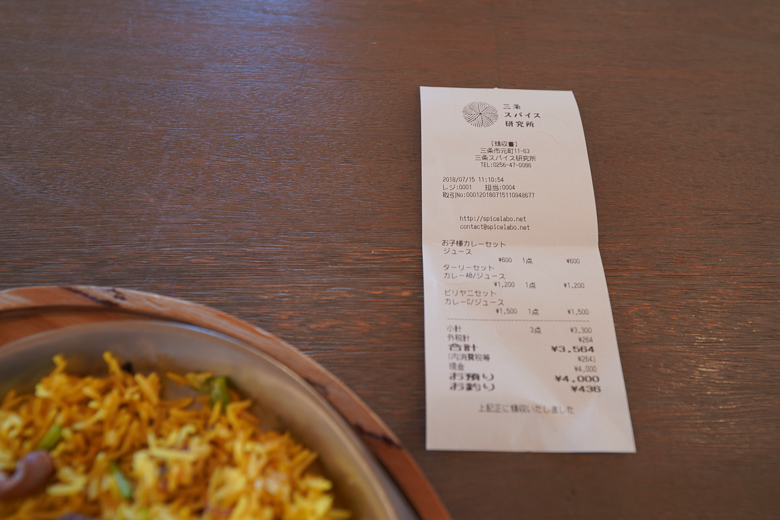 三条
スパイス
研究所
[領収■]
三条市元町11-63
三条スパイス研究所
TEL:0256-47-0086
2018/07/15 11:10:54
レジ:0001 担当:0004
取引No:0001201807151109486​77
http://spicelabo.net
contact@spicelabo.net
お子様カレーセット
ジュース
¥600 1点 ¥600
ターリーセット
カレーAB/ジュース
¥1,200 1点 ¥1,200
ビリヤニセット
カレーC/ジュース
¥1,500 1点 ¥1,500
小計 3点 ¥3,300
外税計 ¥264
合計 ¥3,564
(内消費税等 ¥264)
現金 ¥4,000
お預り ¥4,000
お釣り ¥436
上記正に領収いたしました